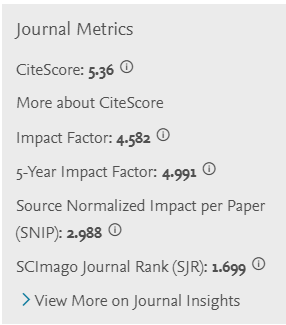 Journal Metrics
CiteScore: 5.36
More about CiteScore
Impact Factor: 4.582
5-Year Impact Factor: 4.991
Source Normalized Impact per Paper
(SNIP): 2.988
SCImago Journal Rank (SJR): 1.699
View More on Journal Insights